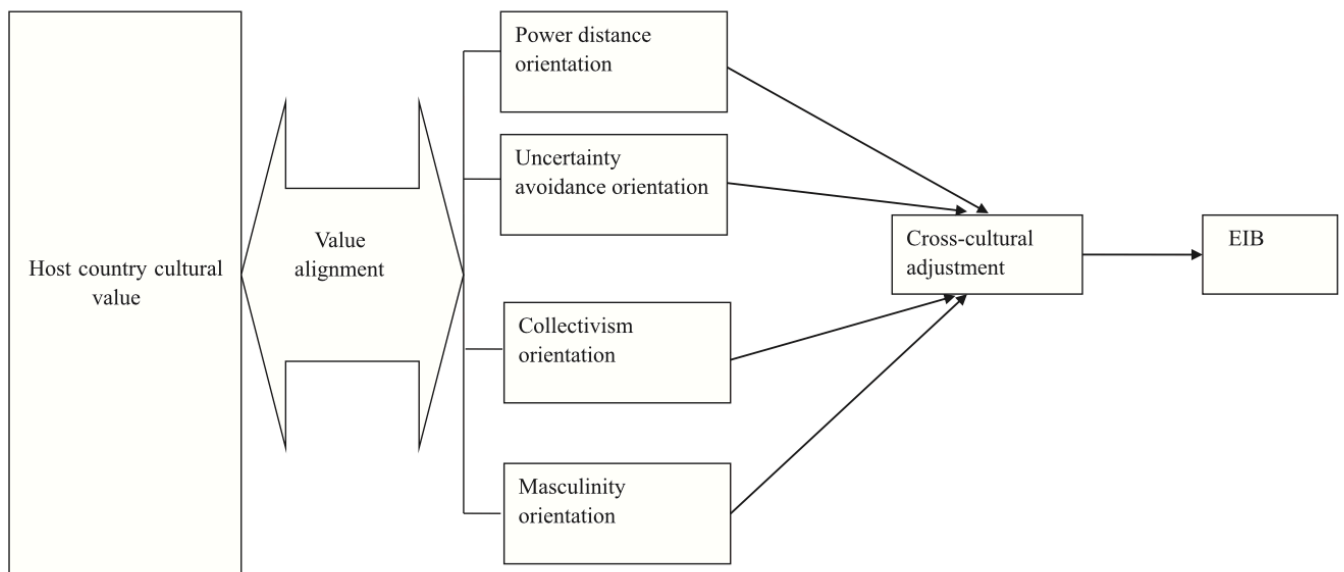 Host country cultural
value
Value
alignment
Power distance
orientation
Uncertainty
avoidance orientation
Collectivism
orientation
Masculinity
orientation
Cross-cultural
adjustment
EIB